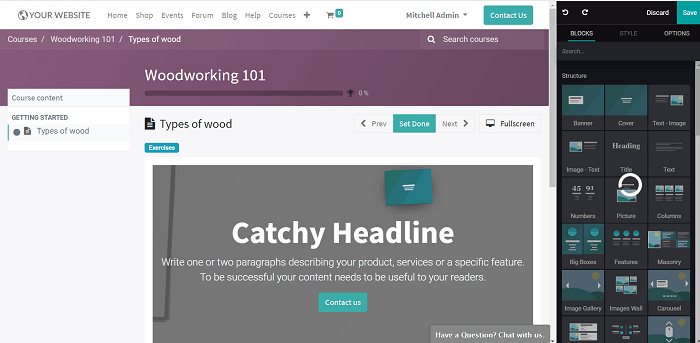 YOUR WEBSITE
Home Shop Events Forum Blog Help Courses + 0 Mitchell Admin Contact Us
Discard Save
Courses / Woodworking 101 / Types of wood
Search courses
BLOCKS STYLE OPTIONS
Search...
Woodworking 101
0 %
Structure
Course content
GETTING STARTED
Types of wood
Types of wood
Prev Set Done Next Fullscreen
Exercises
Catchy Headline
Write one or two paragraphs describing your product, services or a specific feature.
To be successful your content needs to be useful to your readers.
Contact us
Have a Question? Chat with us.
Banner Cover Text - Image
Heading
Image - Text Title Text
45 91
Numbers Picture Columns
Big Boxes Features Masonry
Image Gallery Images Wall Carousel